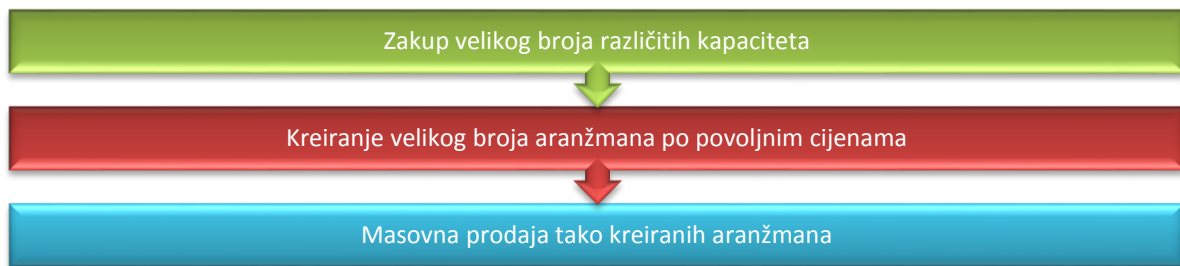 Zakup velikog broja različitih kapaciteta
Kreiranje velikog broja aranžmana po povoljnim cijenama
Masovna prodaja tako kreiranih aranžmana